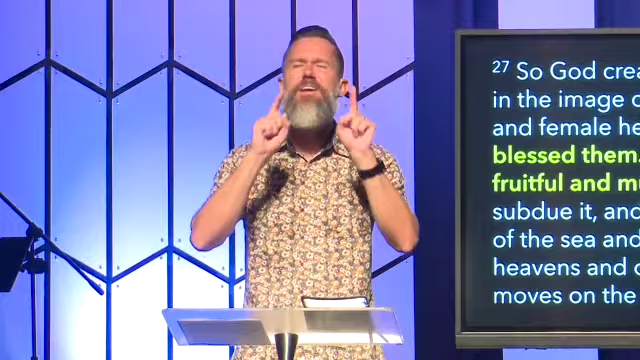 27 So God crea
in the image o
and female he
blessed them.
fruitful and mu
subdue it, and
of the sea and
heavens and o
moves on the